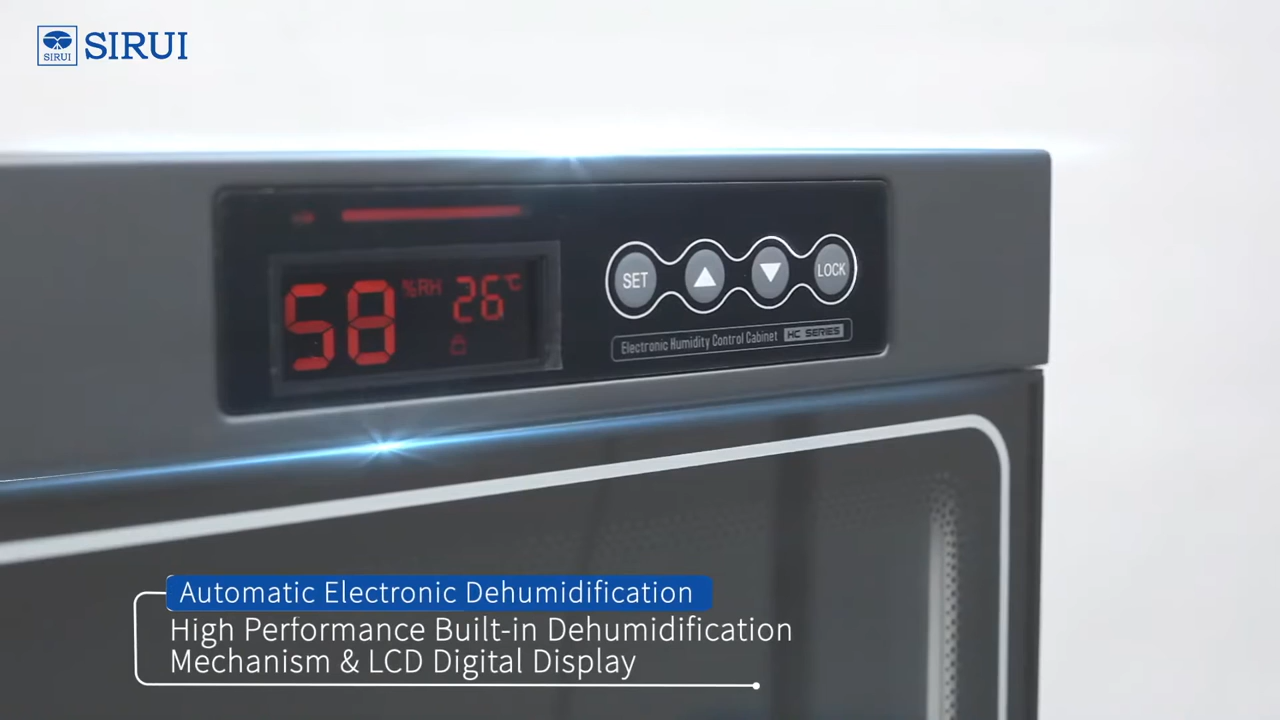 SIRUI
SIRUI
58 %RH 26 °C
SET
LOCK
Electronic Humidity Control Cabinet HC SERIES
Automatic Electronic Dehumidification
High Performance Built-in Dehumidification
Mechanism & LCD Digital Display